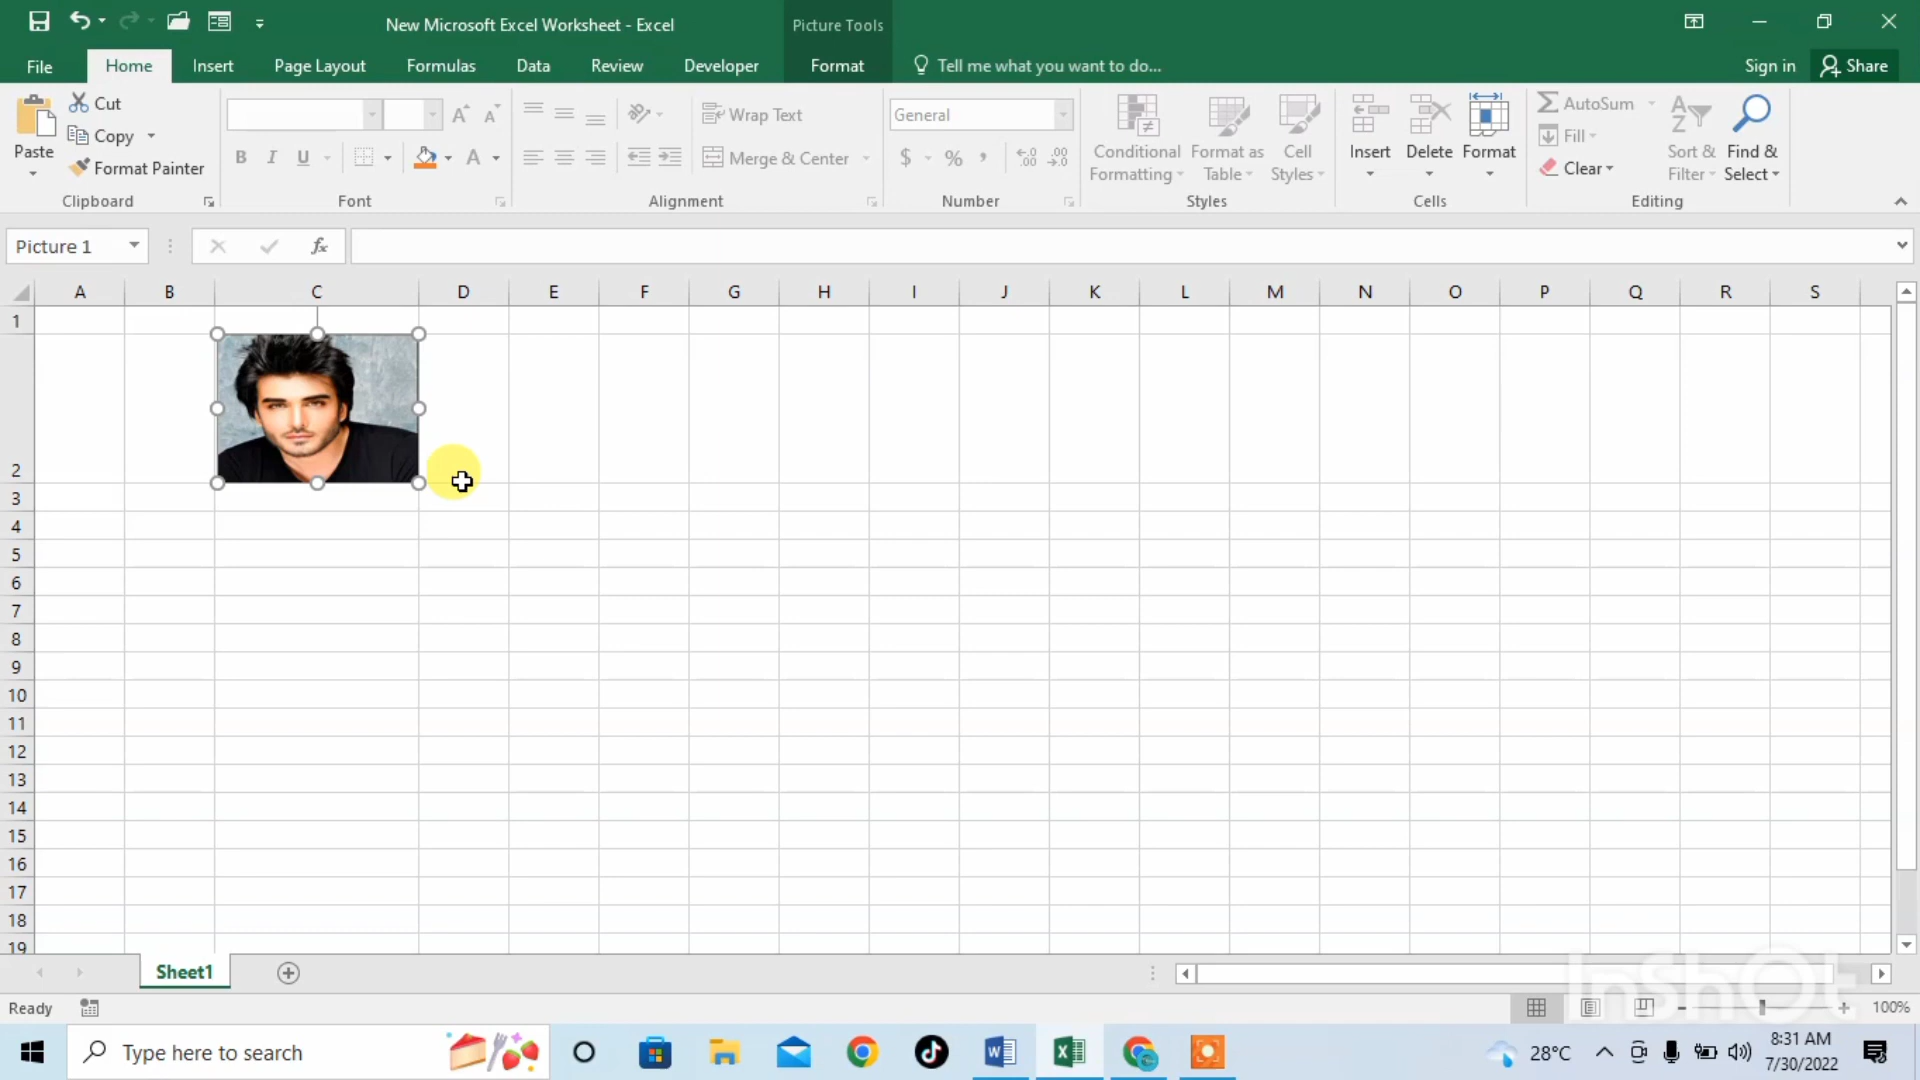 New Microsoft Excel Worksheet - Excel
Picture Tools
File Home Insert Page Layout Formulas Data Review Developer Format Tell me what you want to do... Sign in Share
Cut
Copy
Format Painter
Paste
Clipboard
B I U A
Font
Wrap Text
Merge & Center
Alignment
General
$ % ,
Number
Conditional Formatting
Format as Table
Cell Styles
Styles
Insert
Delete
Format
Cells
AutoSum
Fill
Clear
Sort & Filter
Find & Select
Editing
Picture 1
fx
A B C D E F G H I J K L M N O P Q R S
1
2
3
4
5
6
7
8
9
10
11
12
13
14
15
16
17
18
19
Sheet1
InShOt
Ready
100%
Type here to search
28°C
8:31 AM
7/30/2022